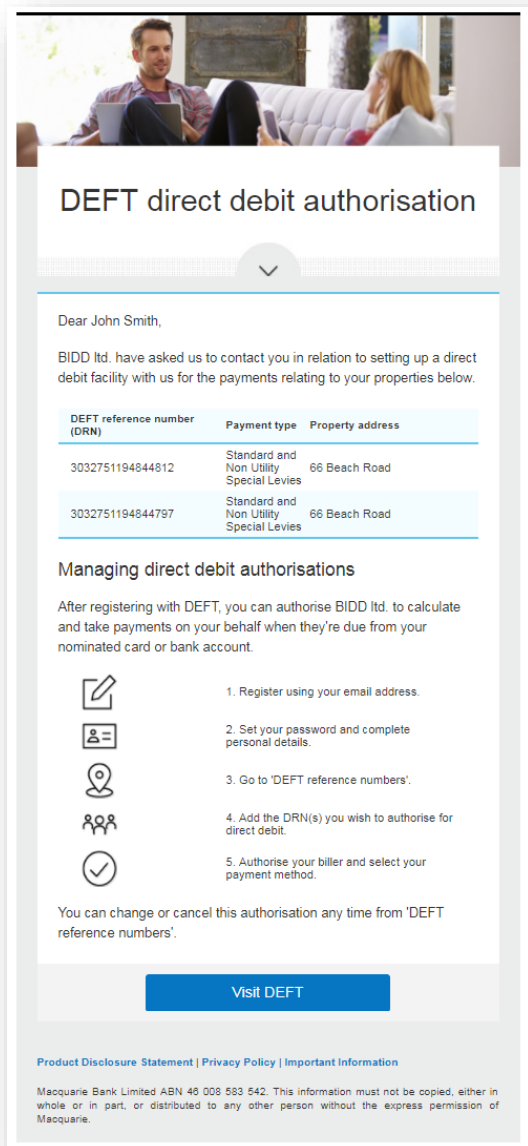 DEFT direct debit authorisation
Dear John Smith,
BIDD ltd. have asked us to contact you in relation to setting up a direct
debit facility with us for the payments relating to your properties below.
DEFT reference number
(DRN)
Payment type
Property address
3032751194844812
Standard and
Non Utility
Special Levies
66 Beach Road
3032751194844797
Standard and
Non Utility
Special Levies
66 Beach Road
Managing direct debit authorisations
After registering with DEFT, you can authorise BIDD ltd. to calculate
and take payments on your behalf when they're due from your
nominated card or bank account.
1. Register using your email address.
2. Set your password and complete
personal details.
3. Go to 'DEFT reference numbers'.
4. Add the DRN(s) you wish to authorise for
direct debit.
5. Authorise your biller and select your
payment method.
You can change or cancel this authorisation any time from 'DEFT
reference numbers'.
Visit DEFT
Product Disclosure Statement | Privacy Policy | Important Information
Macquarie Bank Limited ABN 46 008 583 542. This information must not be copied, either in
whole or in part, or distributed to any other person without the express permission of
Macquarie.